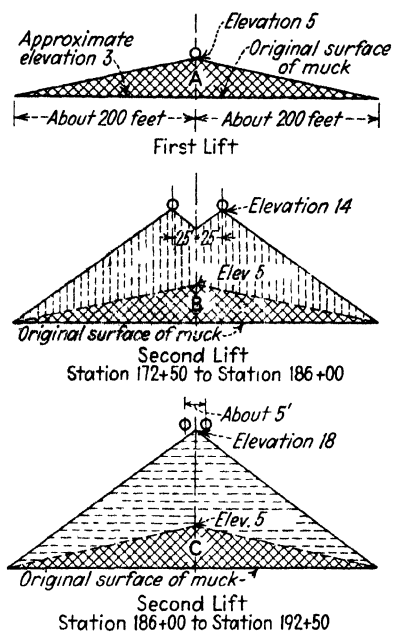 Elevation 5
Approximate
elevation 3
Original surface
of muck
A
About 200 feet
About 200 feet
First Lift
Elevation 14
25' 25'
Elev. 5
B
Original surface of muck
Second Lift
Station 172+50 to Station 186+00
About 5'
Elevation 18
Elev. 5
C
Original surface of muck
Second Lift
Station 186+00 to Station 192+50